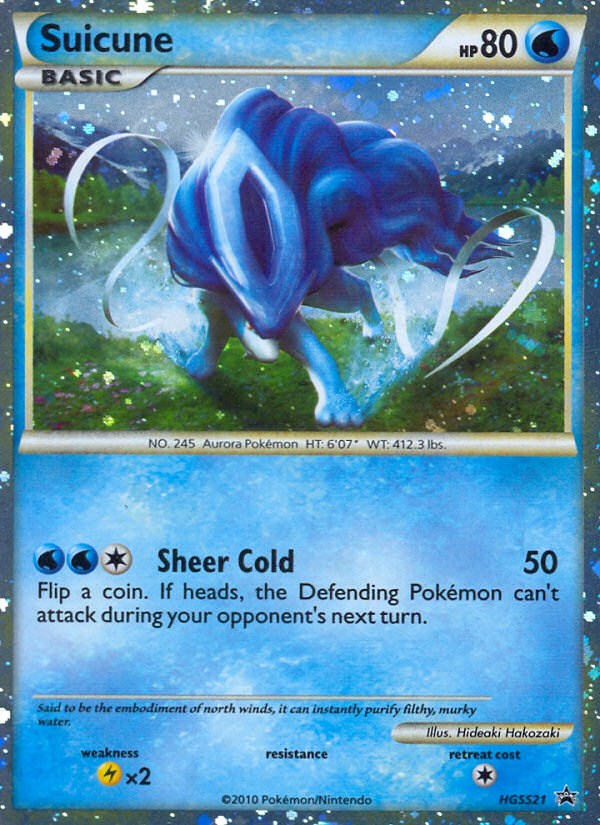 Suicune
HP 80
BASIC
NO. 245 Aurora Pokémon HT: 6'07" WT: 412.3 lbs.
Sheer Cold 50
Flip a coin. If heads, the Defending Pokémon can't
attack during your opponent's next turn.
Said to be the embodiment of north winds, it can instantly purify filthy, murky
water.
Illus. Hideaki Hakozaki
weakness resistance retreat cost
×2
©2010 Pokémon/Nintendo HGSS21